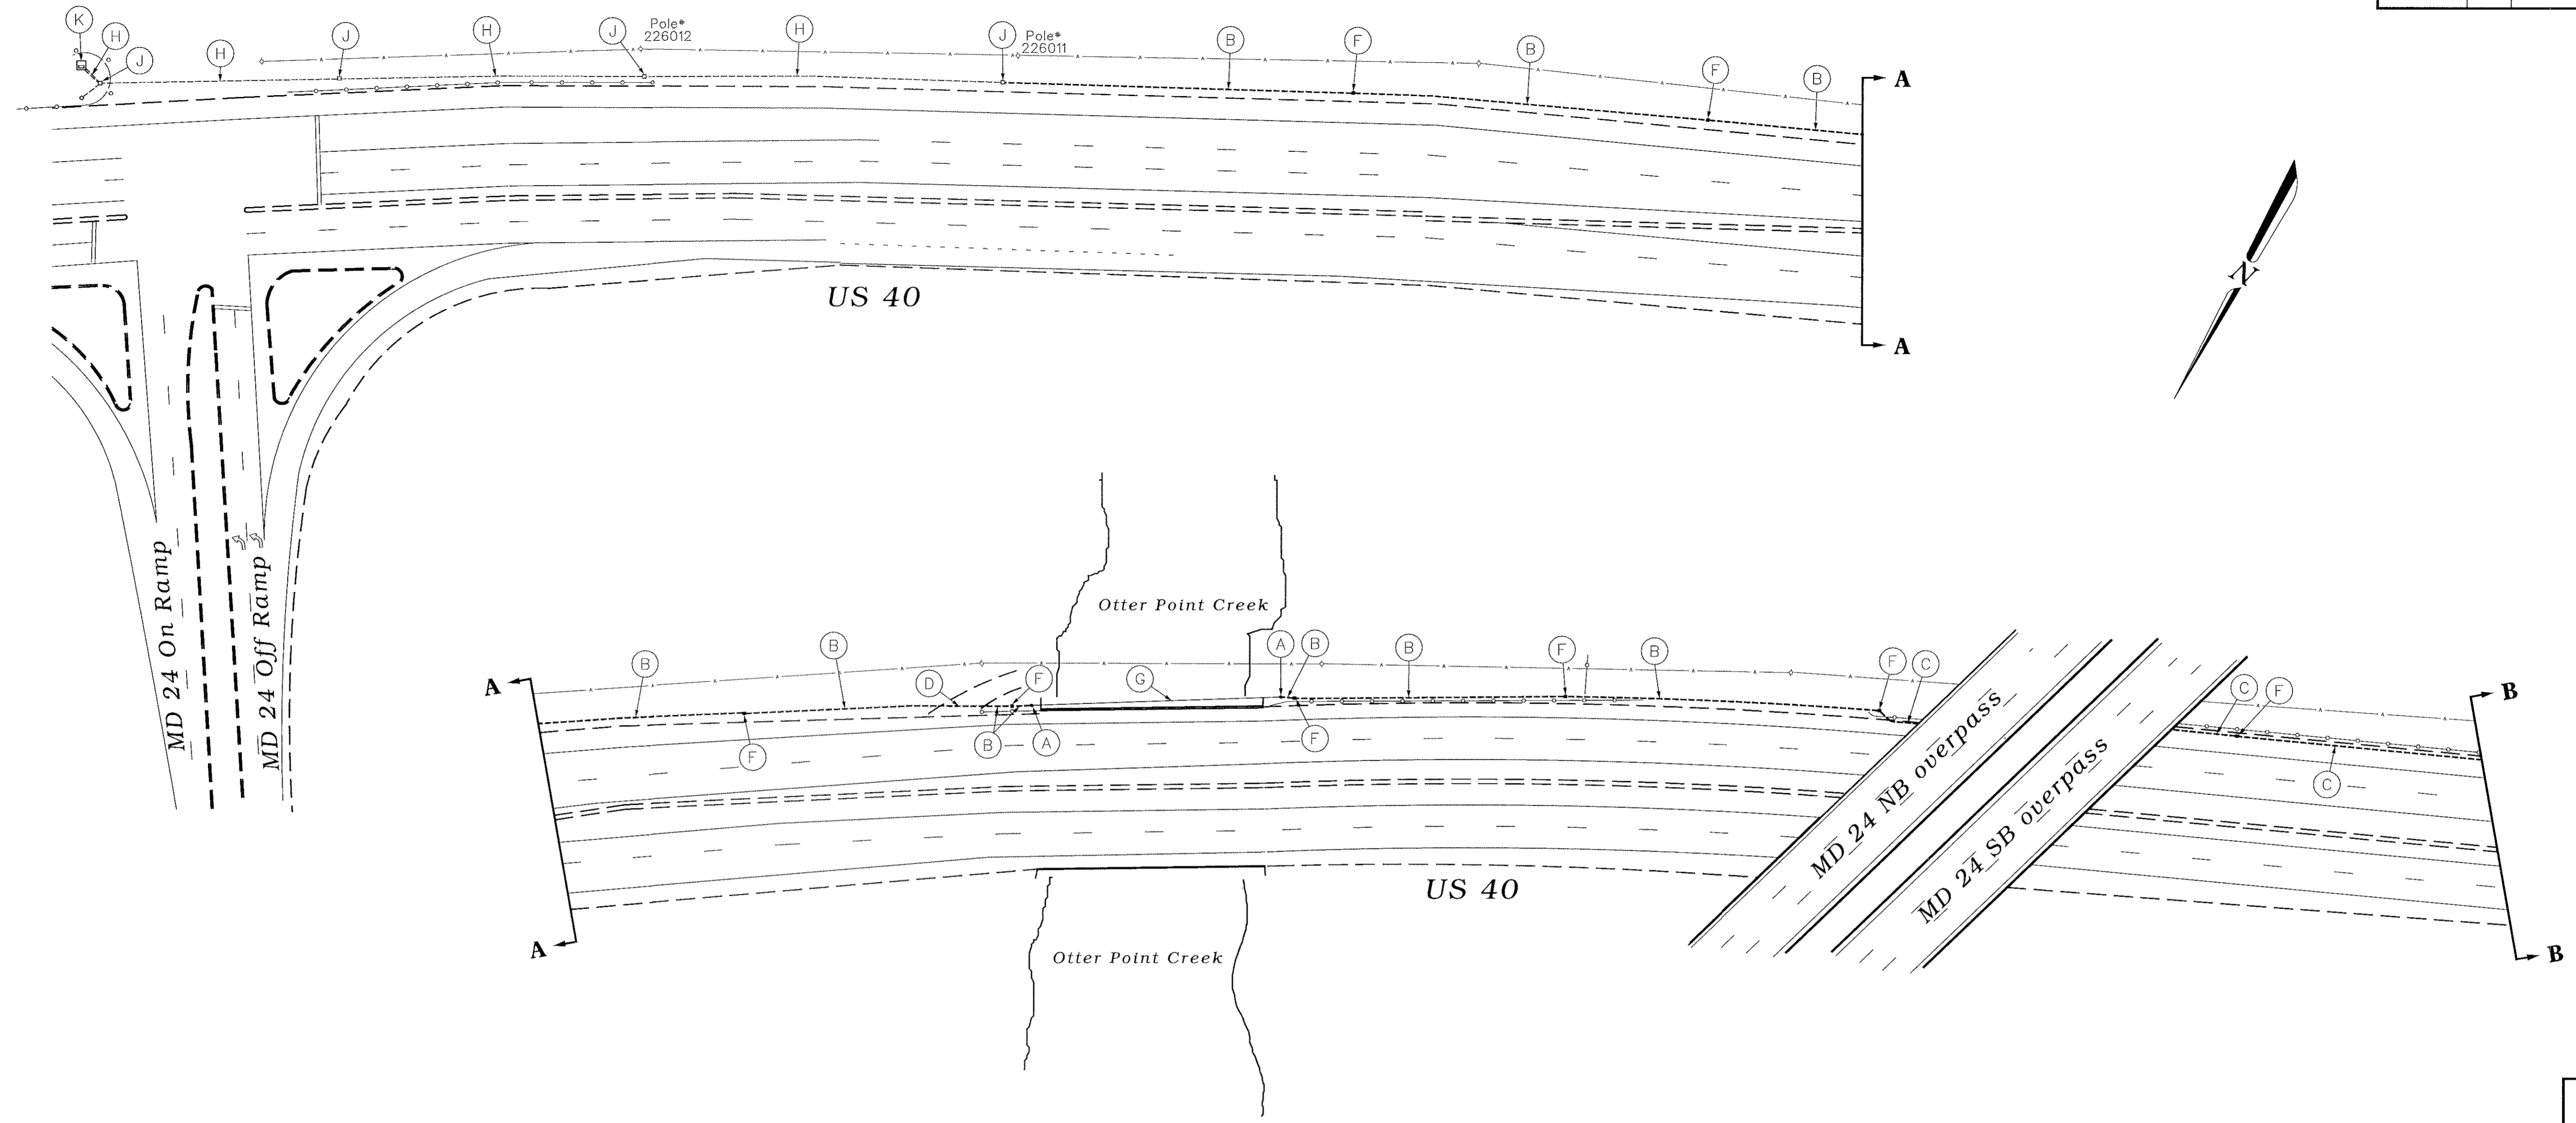 K
H
J
H
J
H
J
Pole#
226012
H
J
Pole#
226011
B
F
B
F
B
A
A
N
US 40
MD 24 On Ramp
MD 24 Off Ramp
Otter Point Creek
A
B
B
D
F
G
A
B
B
F
B
F
C
C
F
B
F
B
A
F
C
MD 24 NB overpass
MD 24 SB overpass
US 40
A
B
Otter Point Creek